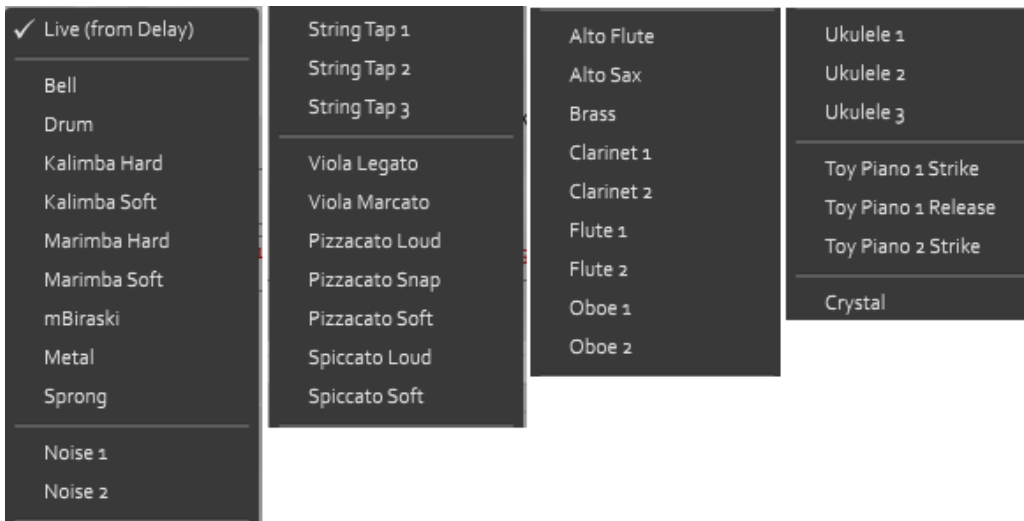 Live (from Delay)
Bell
Drum
Kalimba Hard
Kalimba Soft
Marimba Hard
Marimba Soft
mBiraski
Metal
Sprong
Noise 1
Noise 2
String Tap 1
String Tap 2
String Tap 3
Viola Legato
Viola Marcato
Pizzacato Loud
Pizzacato Snap
Pizzacato Soft
Spiccato Loud
Spiccato Soft
Alto Flute
Alto Sax
Brass
Clarinet 1
Clarinet 2
Flute 1
Flute 2
Oboe 1
Oboe 2
Ukulele 1
Ukulele 2
Ukulele 3
Toy Piano 1 Strike
Toy Piano 1 Release
Toy Piano 2 Strike
Crystal